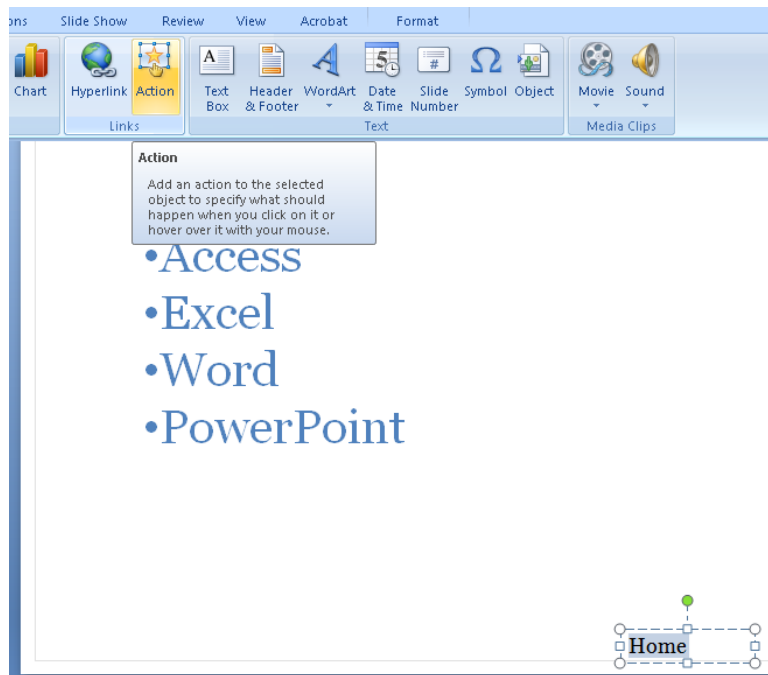 ons Slide Show Review View Acrobat Format
Chart Hyperlink Action Text Box Header & Footer WordArt Date & Time Slide Number Symbol Object Movie Sound
Links Text Media Clips
Action
Add an action to the selected
object to specify what should
happen when you click on it or
hover over it with your mouse.
•Access
•Excel
•Word
•PowerPoint
Home